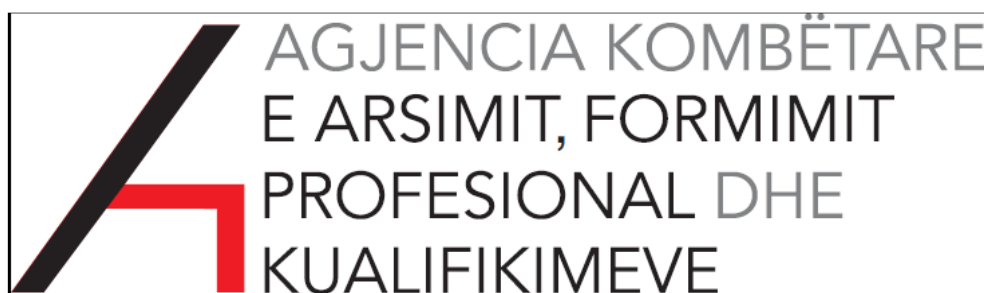 AGJENCIA KOMBËTARE
E ARSIMIT, FORMIMIT
PROFESIONAL DHE
KUALIFIKIMEVE